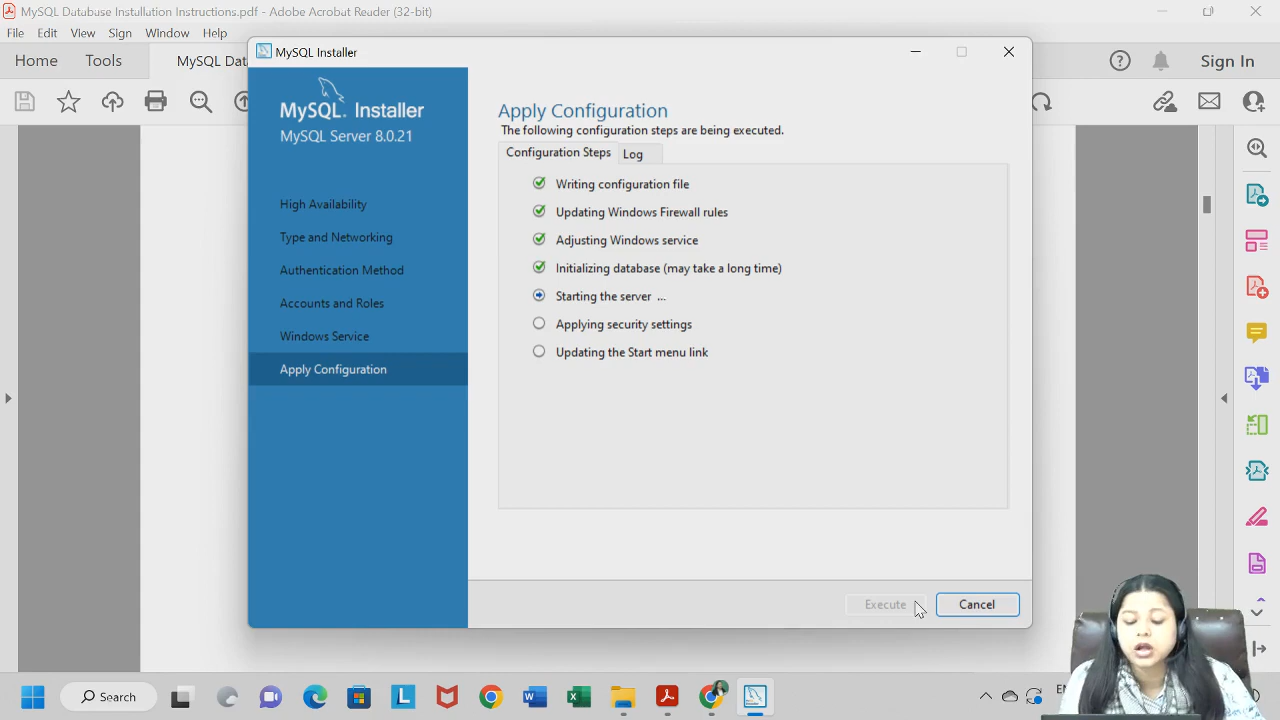 MySQL Database Installation Instructions.pdf - Adobe Acrobat Reader (32-bit)
File Edit View Sign Window Help
Home Tools MySQL Dat Sign In
MySQL Installer
MySQL. Installer
MySQL Server 8.0.21
High Availability
Type and Networking
Authentication Method
Accounts and Roles
Windows Service
Apply Configuration
Apply Configuration
The following configuration steps are being executed.
Configuration Steps Log
Writing configuration file
Updating Windows Firewall rules
Adjusting Windows service
Initializing database (may take a long time)
Starting the server ...
Applying security settings
Updating the Start menu link
Execute Cancel
Search